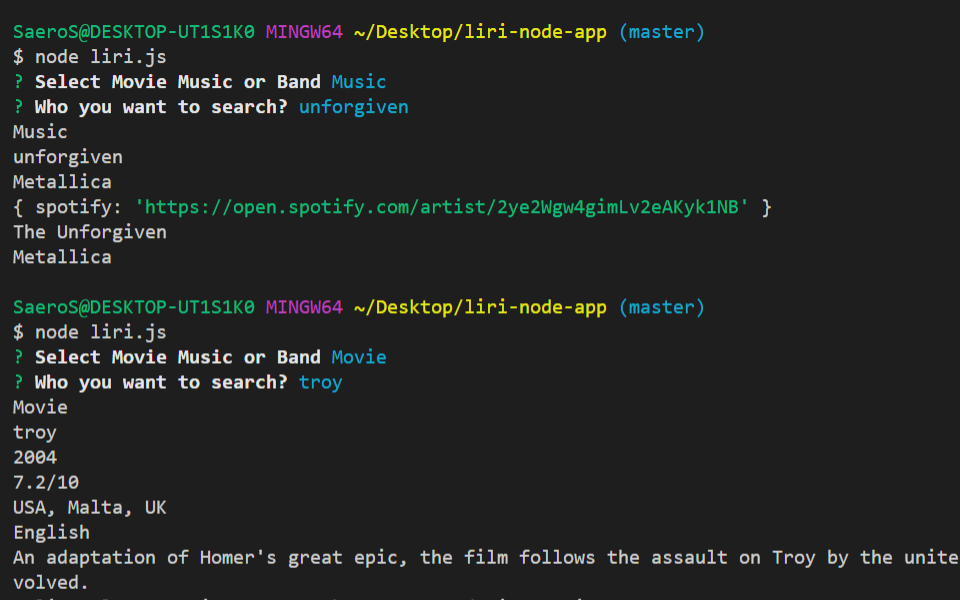 SaeroS@DESKTOP-UT1S1K0 MINGW64 ~/Desktop/liri-node-app (master)
$ node liri.js
? Select Movie Music or Band Music
? Who you want to search? unforgiven
Music
unforgiven
Metallica
{ spotify: 'https://open.spotify.com/artist/2ye2Wgw4gimLv2eAKyk1NB' }
The Unforgiven
Metallica
SaeroS@DESKTOP-UT1S1K0 MINGW64 ~/Desktop/liri-node-app (master)
$ node liri.js
? Select Movie Music or Band Movie
? Who you want to search? troy
Movie
troy
2004
7.2/10
USA, Malta, UK
English
An adaptation of Homer's great epic, the film follows the assault on Troy by the unite
volved.